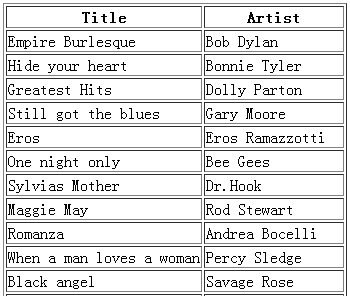 Title Artist
Empire Burlesque Bob Dylan
Hide your heart Bonnie Tyler
Greatest Hits Dolly Parton
Still got the blues Gary Moore
Eros Eros Ramazzotti
One night only Bee Gees
Sylvias Mother Dr.Hook
Maggie May Rod Stewart
Romanza Andrea Bocelli
When a man loves a woman Percy Sledge
Black angel Savage Rose